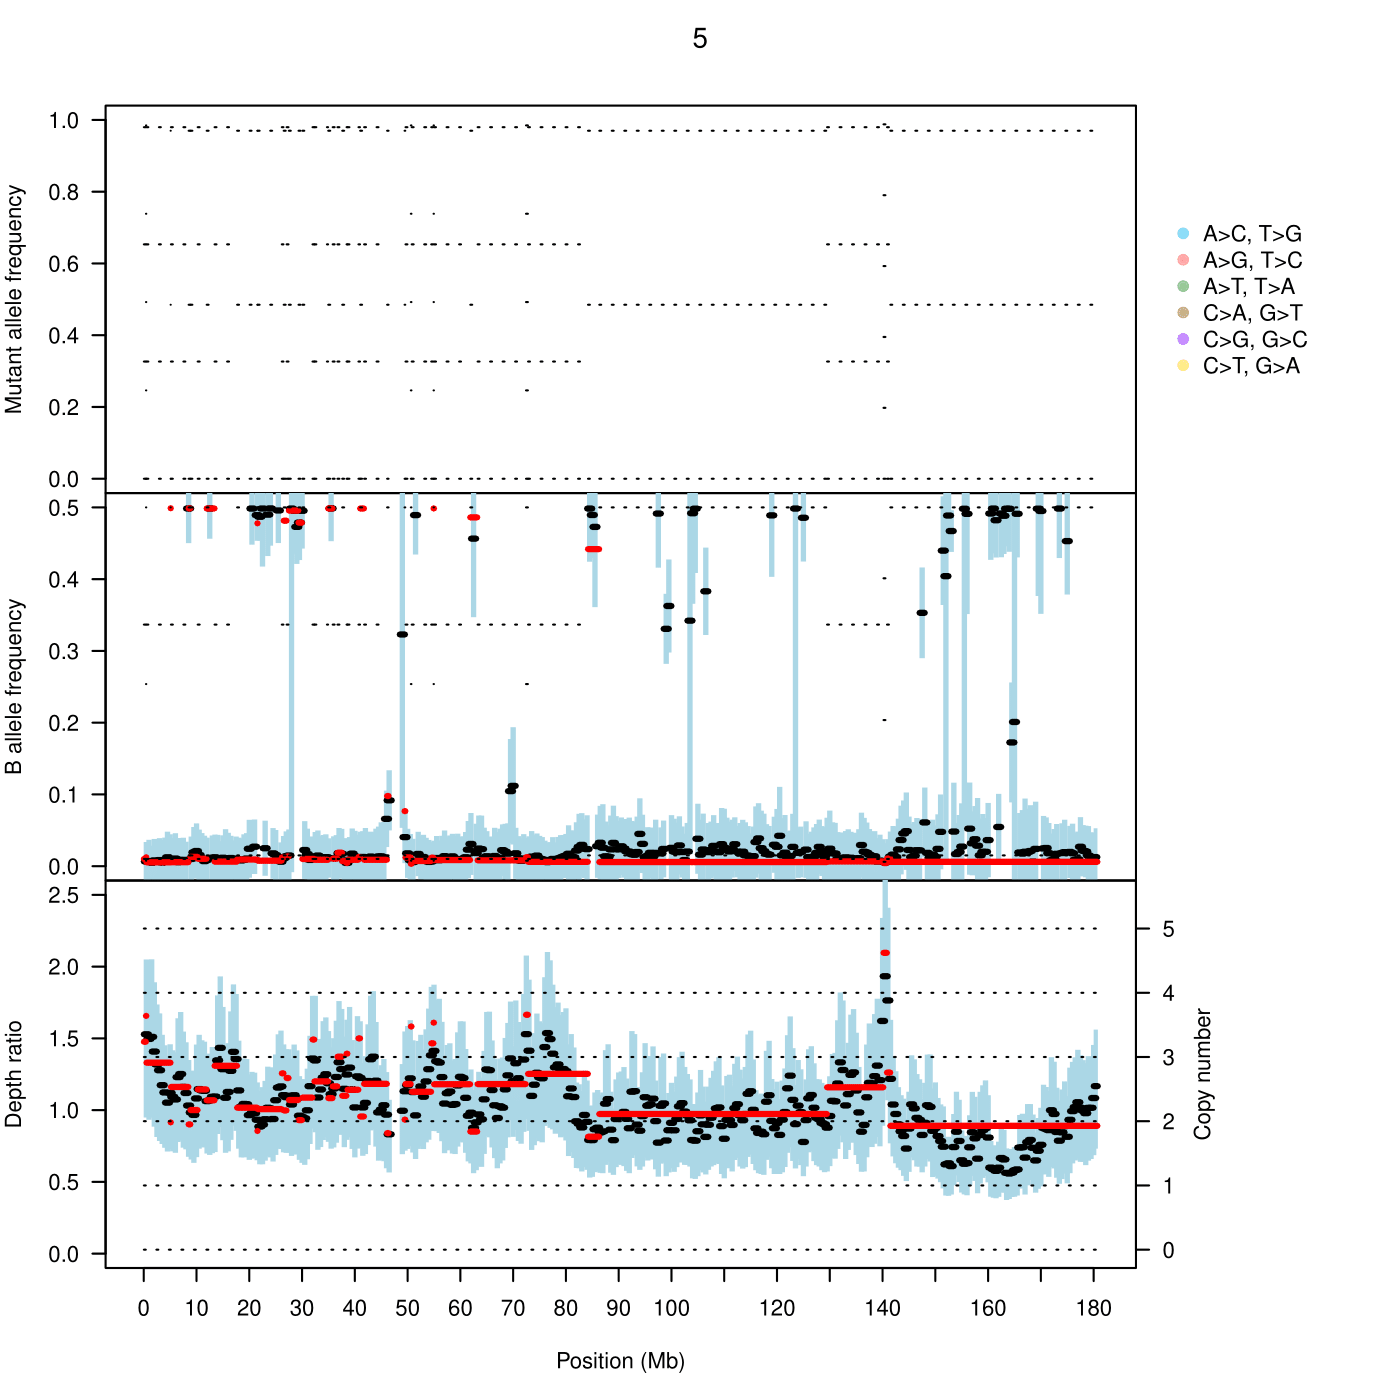 5
Mutant allele frequency
1.0
0.8
0.6
0.4
0.2
0.0
A>C, T>G
A>G, T>C
A>T, T>A
C>A, G>T
C>G, G>C
C>T, G>A
B allele frequency
0.5
0.4
0.3
0.2
0.1
0.0
Depth ratio
2.5
2.0
1.5
1.0
0.5
0.0
5
4
3
2
1
0
Copy number
0 10 20 30 40 50 60 70 80 90 100 120 140 160 180
Position (Mb)